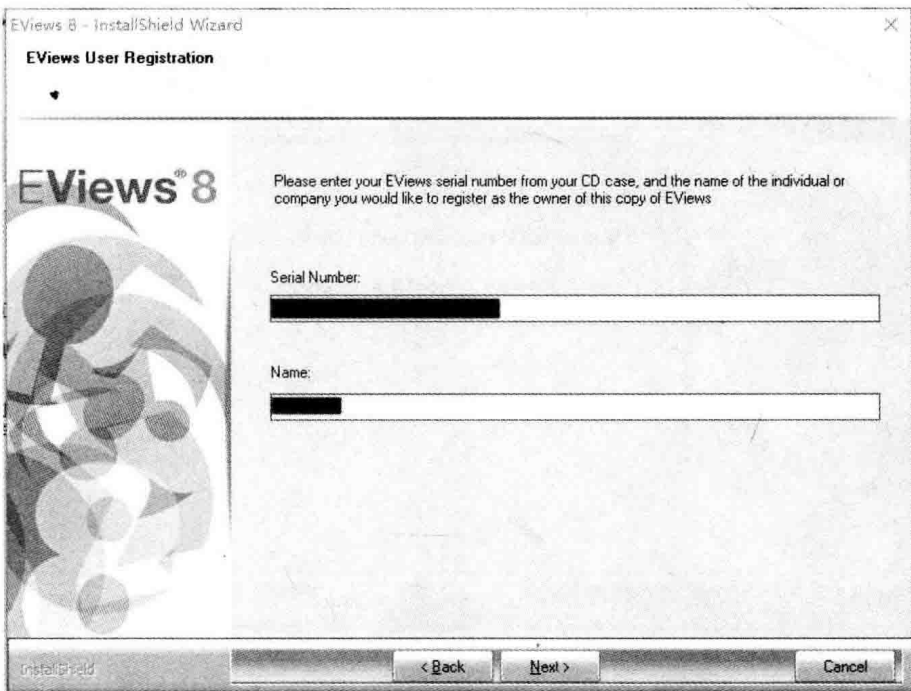 EViews 8 - InstallShield Wizard
EViews User Registration
EViews® 8
Please enter your EViews serial number from your CD case, and the name of the individual or
company you would like to register as the owner of this copy of EViews
Serial Number:
Name:
InstallShield
< Back
Next >
Cancel